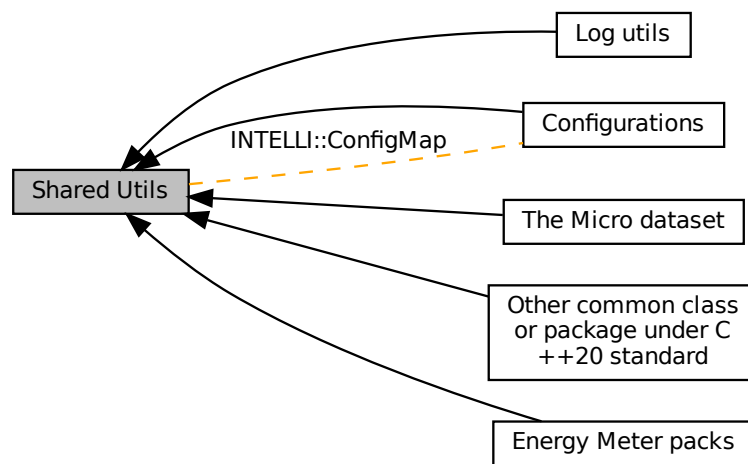 Log utils
Configurations
INTELLI::ConfigMap
Shared Utils
The Micro dataset
Other common class
or package under C
++20 standard
Energy Meter packs